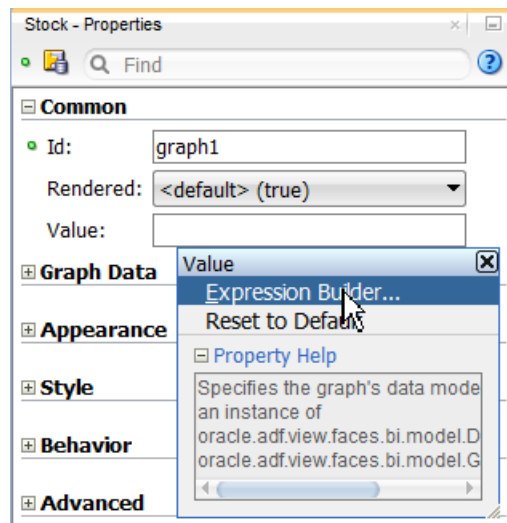 Stock - Properties
Find
Common
Id: graph1
Rendered: <default> (true)
Value:
Graph Data
Value
Expression Builder...
Reset to Default
Appearance
Property Help
Specifies the graph's data mode
an instance of
oracle.adf.view.faces.bi.model.D
oracle.adf.view.faces.bi.model.G
Style
Behavior
Advanced